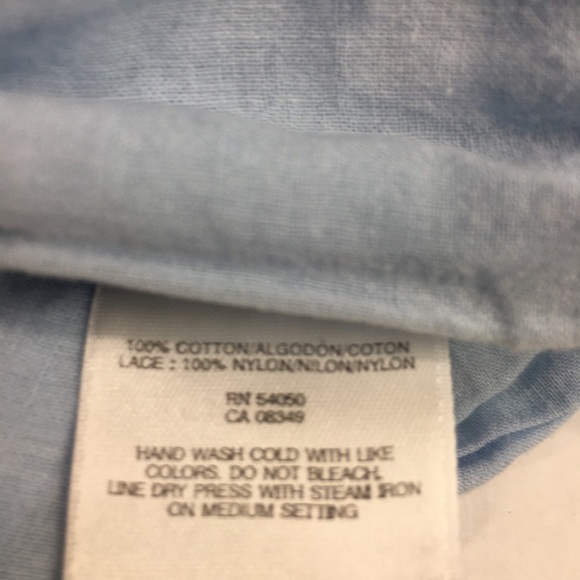 100% COTTON/ALGODÓN/COTON
LACE : 100% NYLON/NILON/NYLON
RN 54050
CA 08349
HAND WASH COLD WITH LIKE
COLORS. DO NOT BLEACH.
LINE DRY PRESS WITH STEAM IRON
ON MEDIUM SETTING